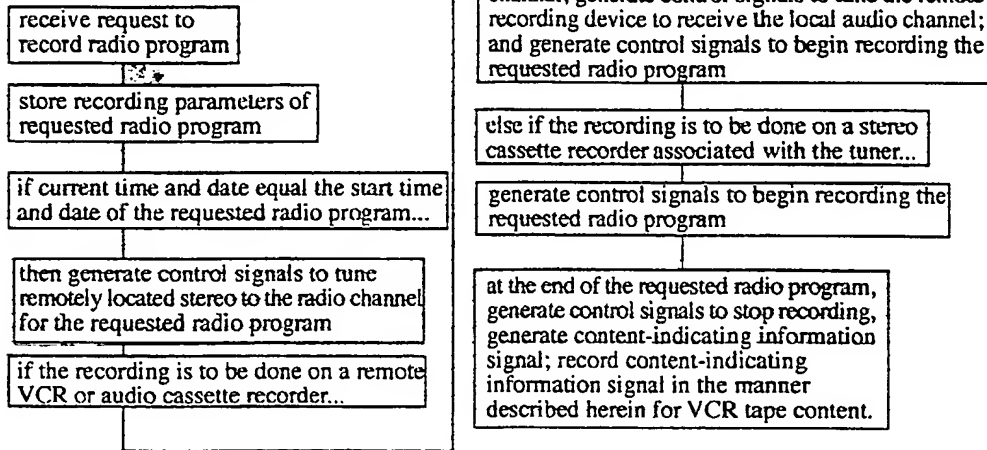 receive request to
record radio program
store recording parameters of
requested radio program
if current time and date equal the start time
and date of the requested radio program...
then generate control signals to tune
remotely located stereo to the radio channel
for the requested radio program
if the recording is to be done on a remote
VCR or audio cassette recorder...
recording device to receive the local audio channel;
and generate control signals to begin recording the
requested radio program
else if the recording is to be done on a stereo
cassette recorder associated with the tuner...
generate control signals to begin recording the
requested radio program
at the end of the requested radio program,
generate control signals to stop recording,
generate content-indicating information
signal; record content-indicating
information signal in the manner
described herein for VCR tape content.